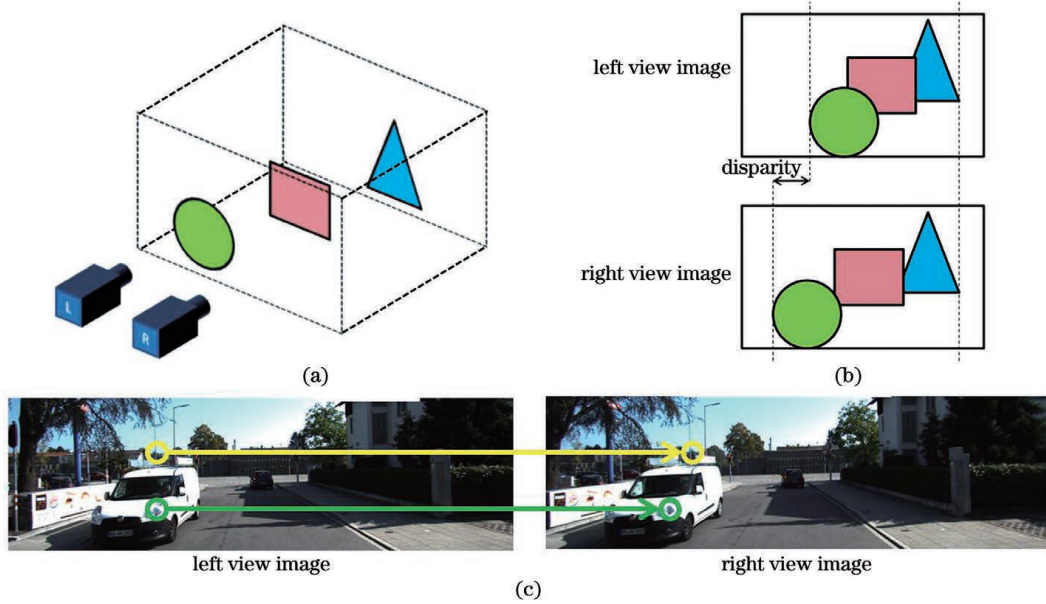 left view image
disparity
right view image
L
R
(a)
(b)
left view image
right view image
(c)